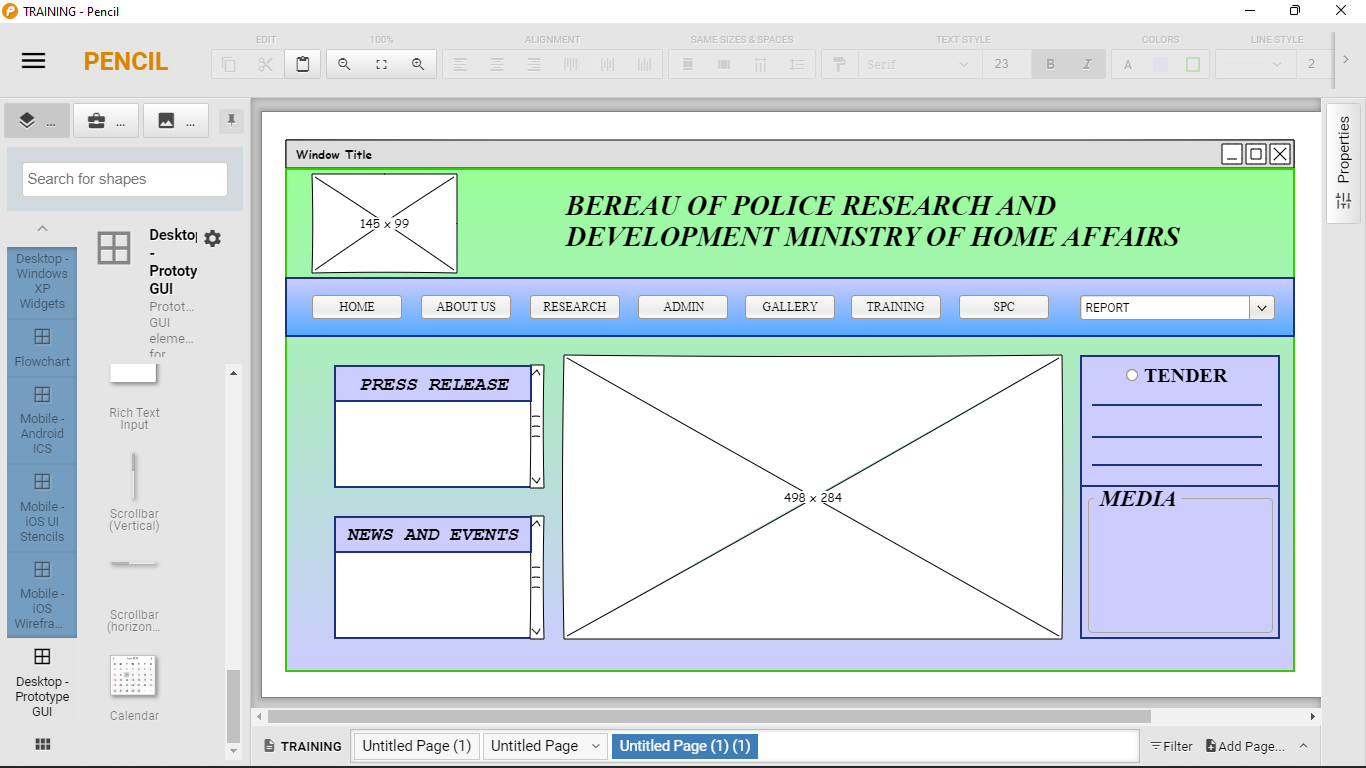 TRAINING - Pencil
PENCIL
EDIT
100%
ALIGNMENT
SAME SIZES & SPACES
TEXT STYLE
COLORS
LINE STYLE
Serif
23
B
I
A
2
...
...
...
Search for shapes
Desktop -
Windows
XP
Widgets
Flowchart
Mobile -
Android
ICS
Mobile -
iOS UI
Stencils
Mobile -
iOS
Wirefra...
Desktop -
Prototype
GUI
Deskto
-
Prototy
GUI
Protot...
GUI
eleme...
for
Rich Text
Input
Scrollbar
(Vertical)
Scrollbar
(horizon...
Calendar
Window Title
145 x 99
BEREAU OF POLICE RESEARCH AND
DEVELOPMENT MINISTRY OF HOME AFFAIRS
HOME
ABOUT US
RESEARCH
ADMIN
GALLERY
TRAINING
SPC
REPORT
PRESS RELEASE
NEWS AND EVENTS
498 x 284
TENDER
MEDIA
Properties
TRAINING
Untitled Page (1)
Untitled Page
Untitled Page (1) (1)
Filter
Add Page...